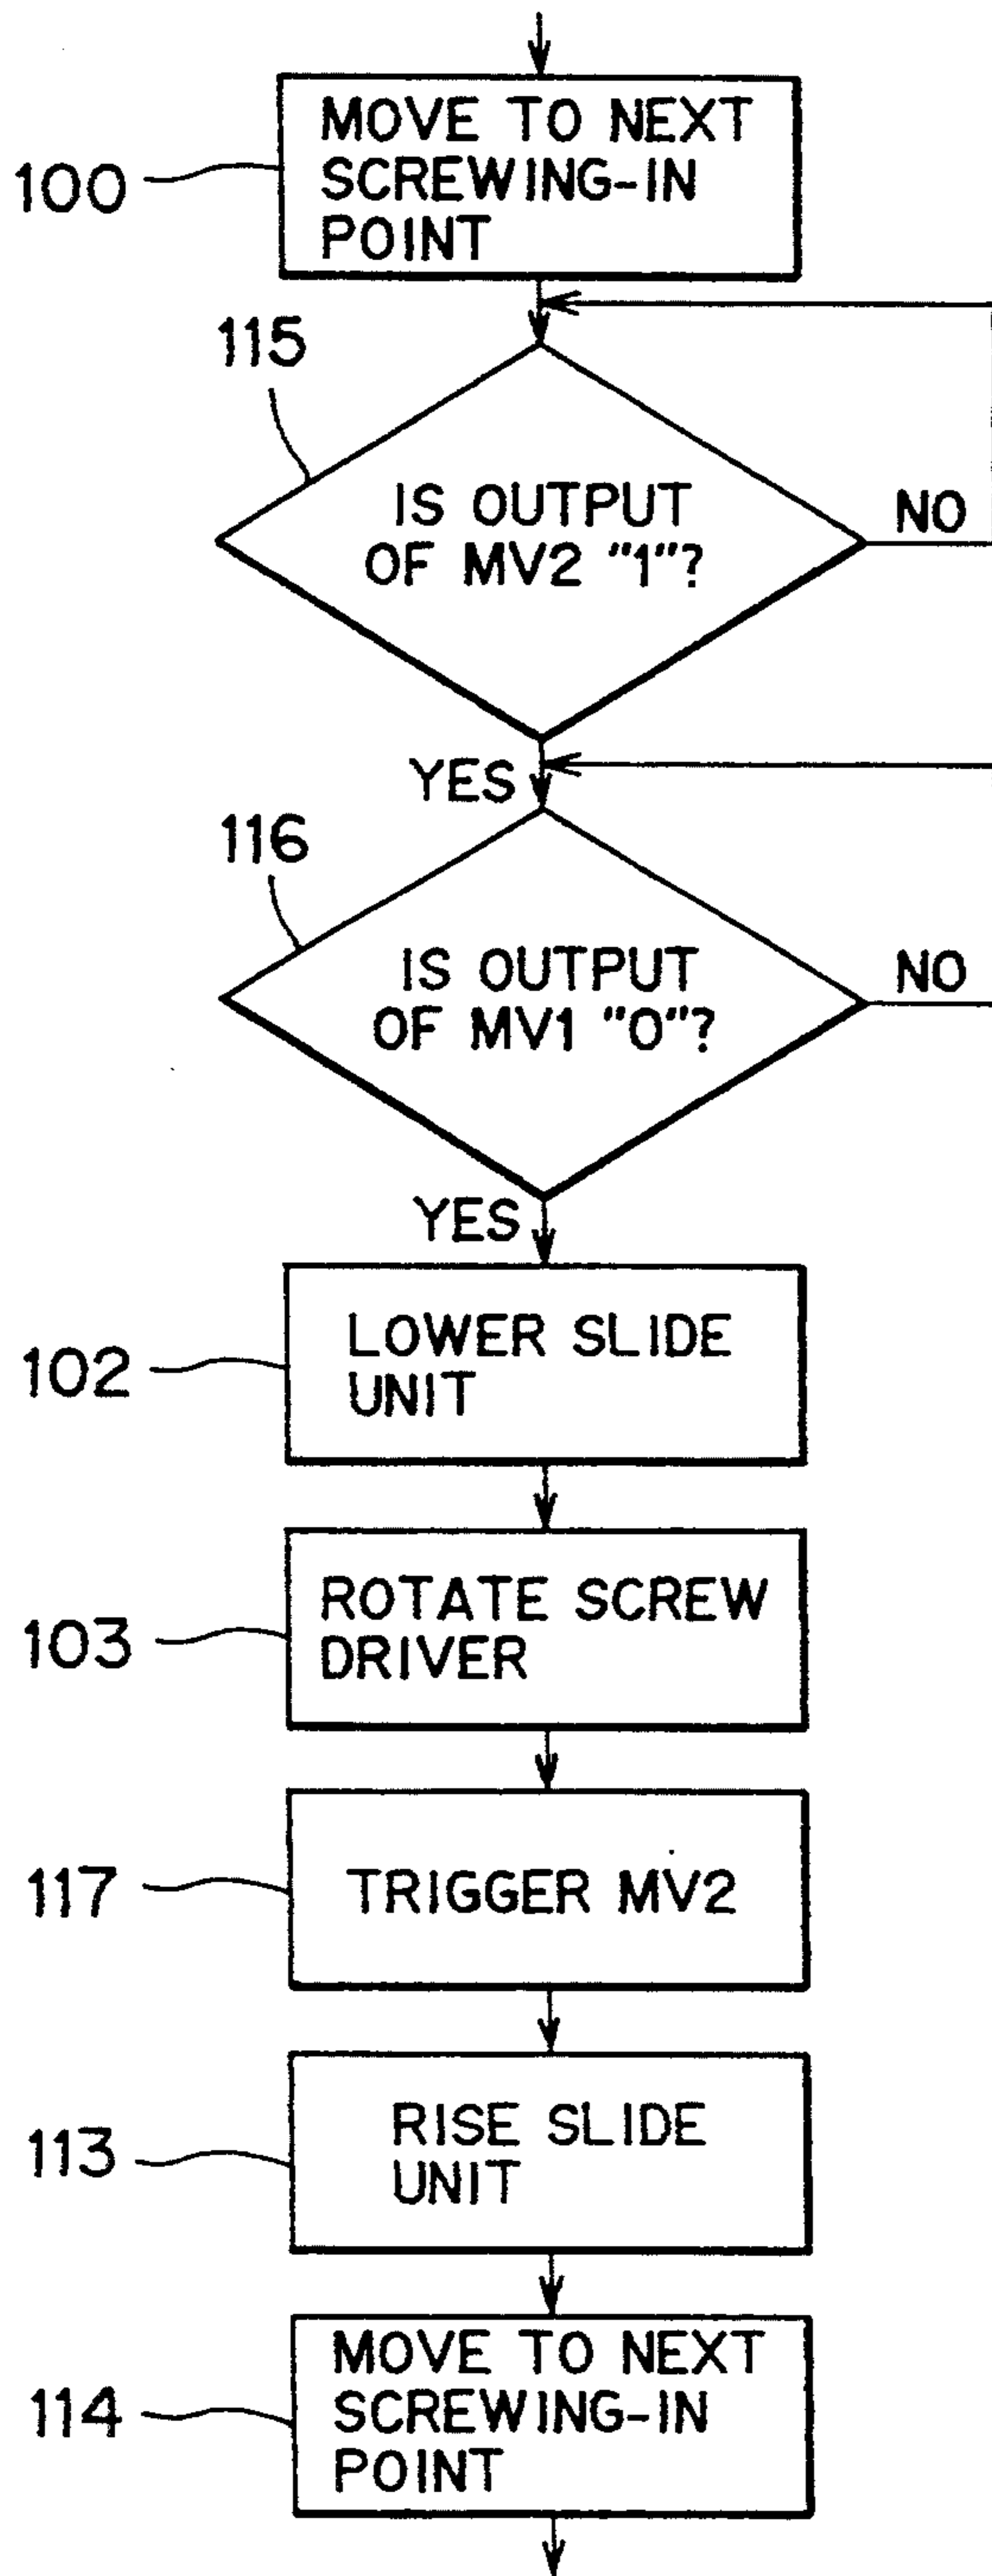 MOVE TO NEXT
SCREWING-IN
POINT
100
115
IS OUTPUT
OF MV2 "1"?
NO
YES
116
IS OUTPUT
OF MV1 "0"?
NO
YES
LOWER SLIDE
UNIT
102
ROTATE SCREW
DRIVER
103
TRIGGER MV2
117
RISE SLIDE
UNIT
113
MOVE TO NEXT
SCREWING-IN
POINT
114